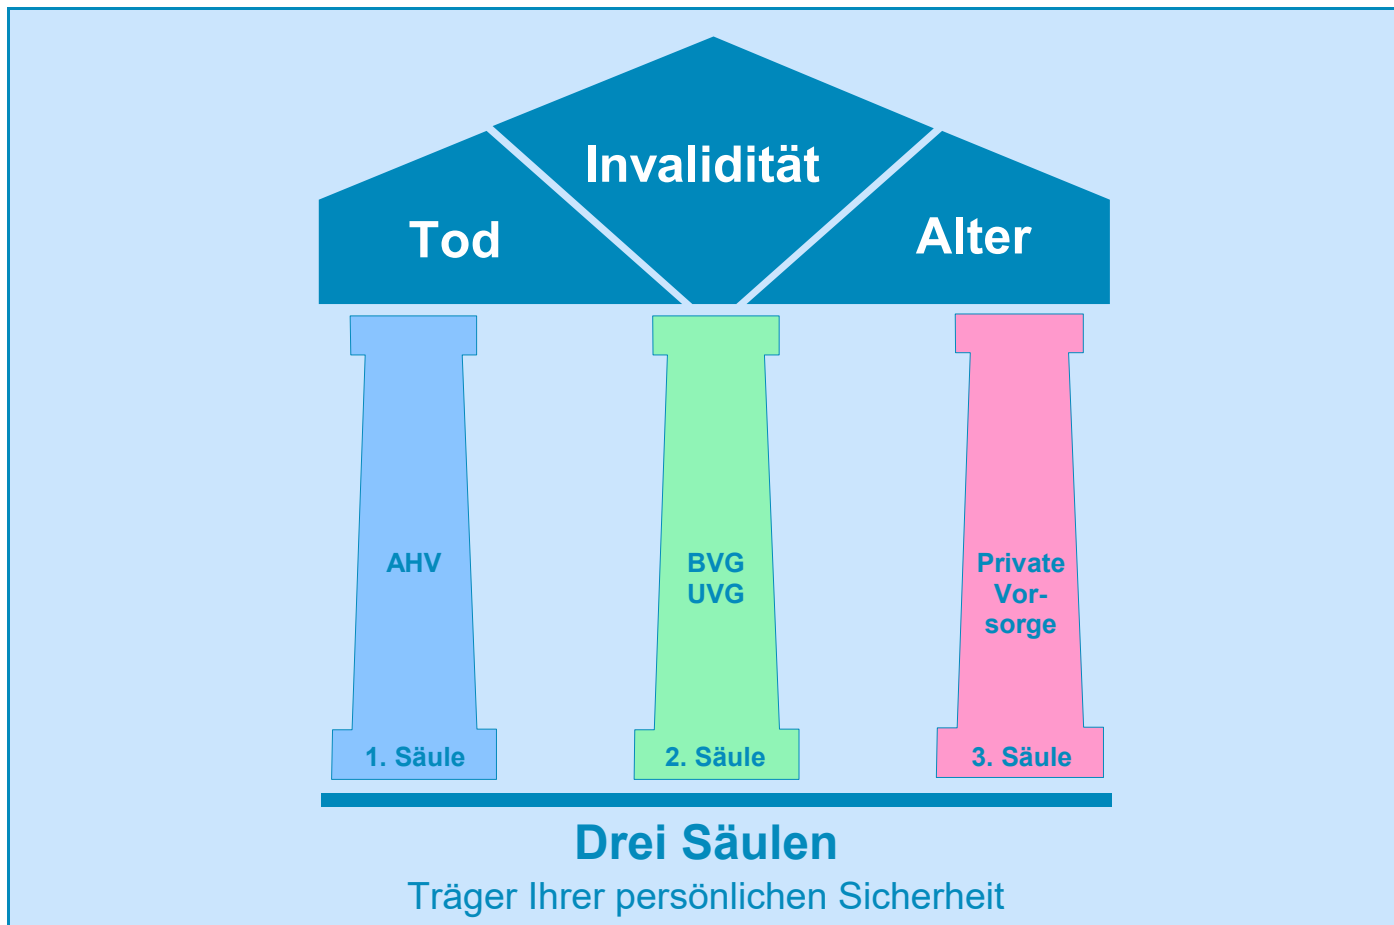 Invalidität
Tod
Alter
AHV
BVG
UVG
Private
Vor-
sorge
1. Säule
2. Säule
3. Säule
Drei Säulen
Träger Ihrer persönlichen Sicherheit